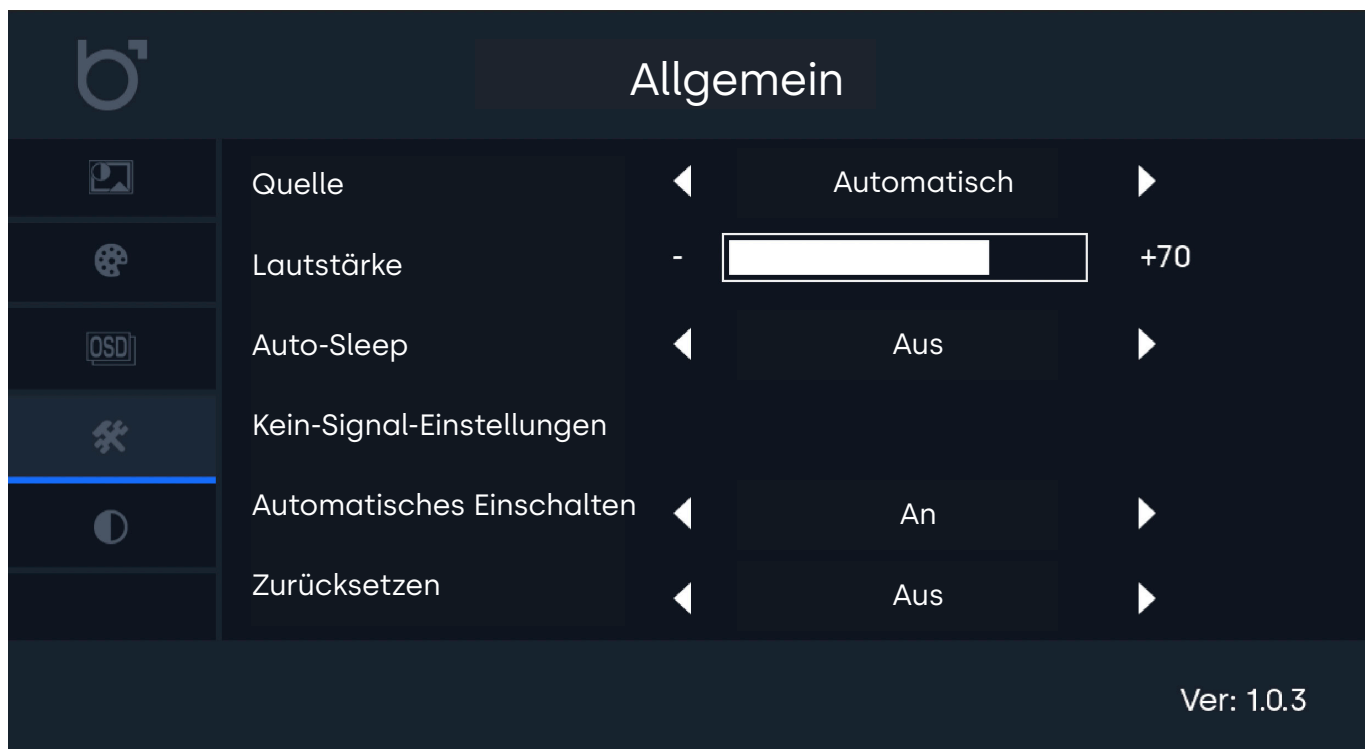 Allgemein
Quelle Automatisch
Lautstärke - +70
OSD
Auto-Sleep Aus
Kein-Signal-Einstellungen
Automatisches Einschalten An
Zurücksetzen Aus
Ver: 1.0.3